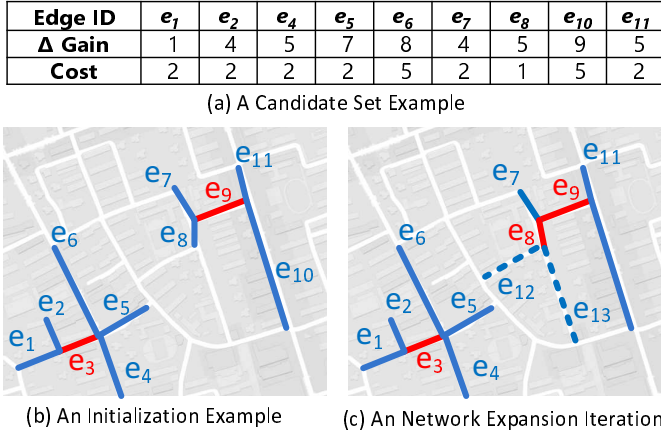 Edge ID e1 e2 e4 e5 e6 e7 e8 e10 e11
Δ Gain 1 4 5 7 8 4 5 9 5
Cost 2 2 2 2 5 2 1 5 2
(a) A Candidate Set Example
e11
e7
e9
e6
e8
e10
e2
e5
e1
e3
e4
(b) An Initialization Example
e11
e7
e9
e6
e8
e12
e2
e5
e13
e1
e3
e4
(c) An Network Expansion Iteration